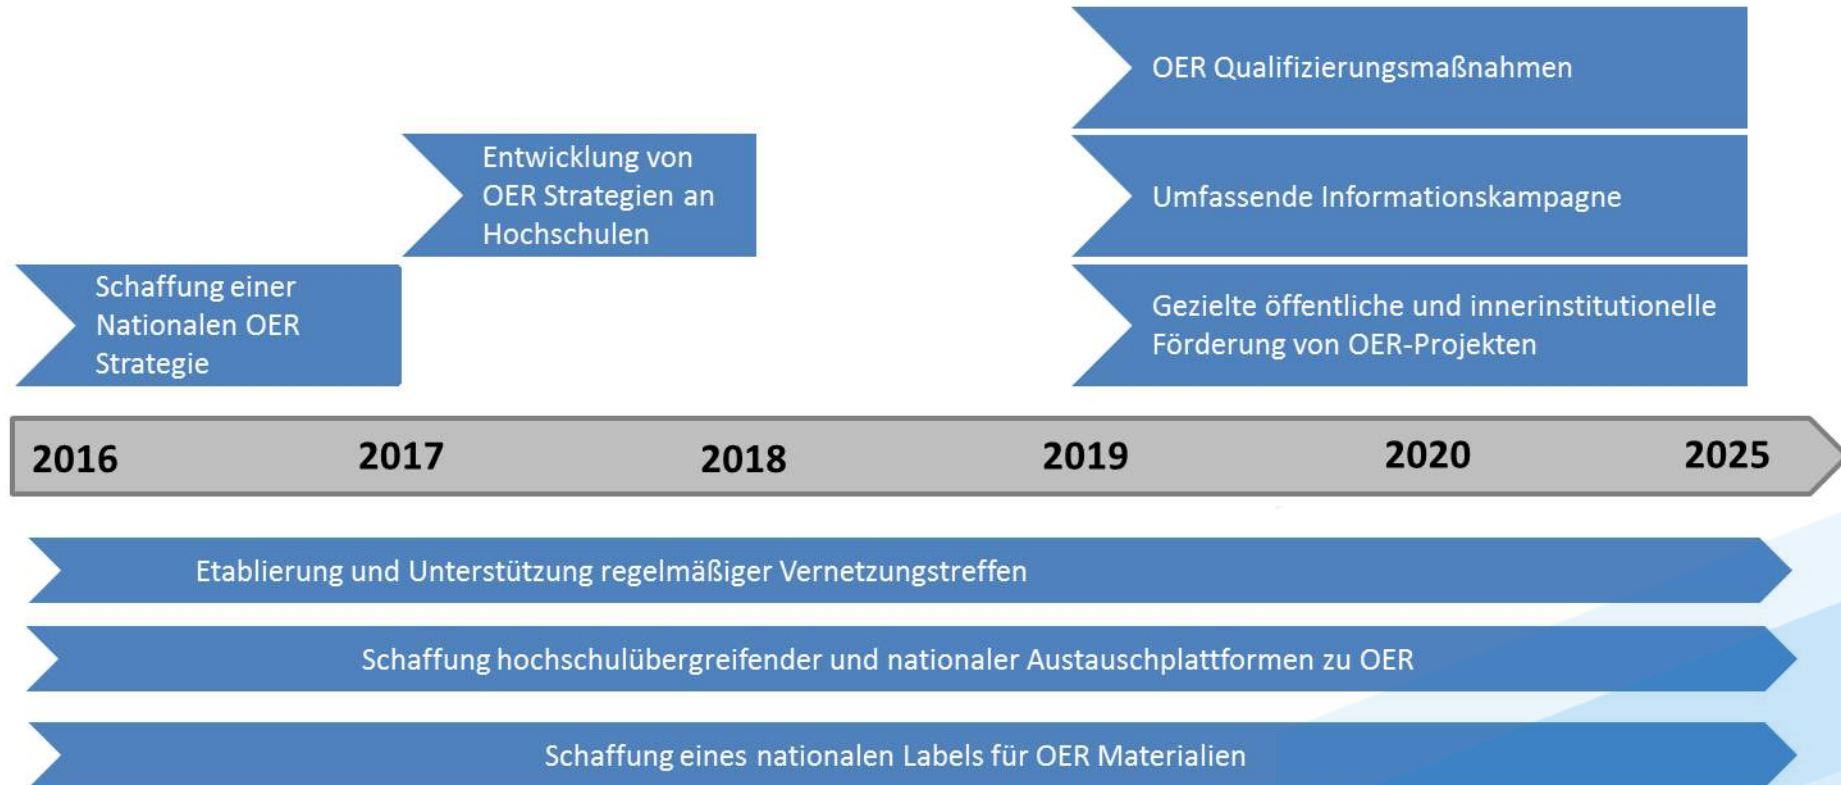 OER Qualifizierungsmaßnahmen
Entwicklung von
OER Strategien an
Hochschulen
Umfassende Informationskampagne
Schaffung einer
Nationalen OER
Strategie
Gezielte öffentliche und innerinstitutionelle
Förderung von OER-Projekten
2016 2017 2018 2019 2020 2025
Etablierung und Unterstützung regelmäßiger Vernetzungstreffen
Schaffung hochschulübergreifender und nationaler Austauschplattformen zu OER
Schaffung eines nationalen Labels für OER Materialien